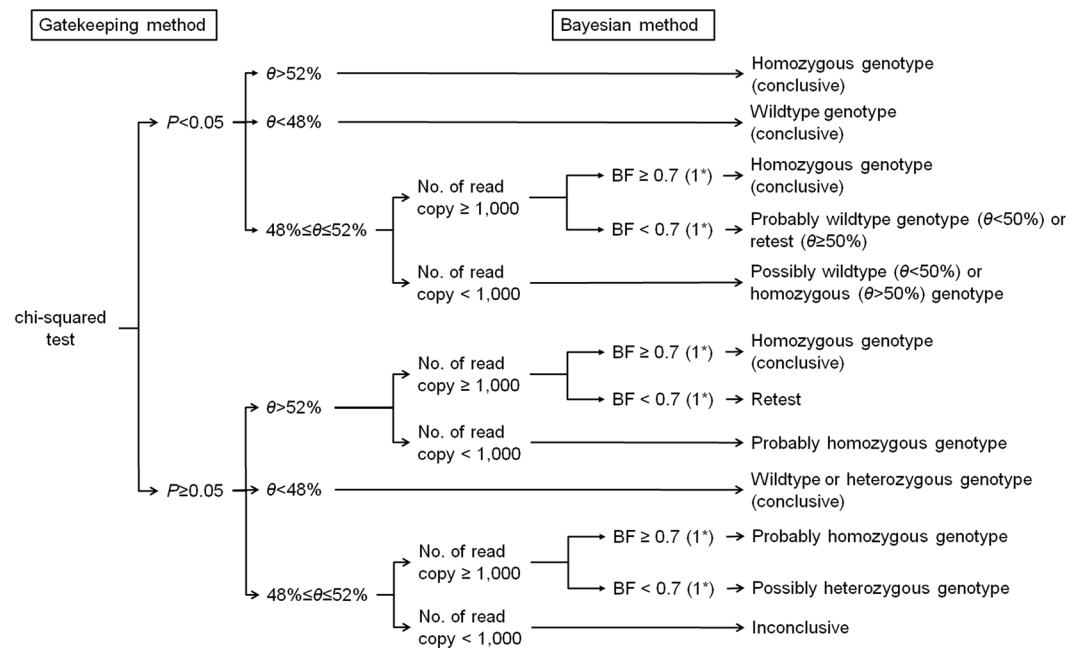 Gatekeeping method
Bayesian method
θ>52%
Homozygous genotype
(conclusive)
P<0.05
θ<48%
Wildtype genotype
(conclusive)
48%≤θ≤52%
No. of read
copy ≥ 1,000
BF ≥ 0.7 (1*)
Homozygous genotype
(conclusive)
BF < 0.7 (1*)
Probably wildtype genotype (θ<50%) or
retest (θ≥50%)
No. of read
copy < 1,000
Possibly wildtype (θ<50%) or
homozygous (θ>50%) genotype
chi-squared
test
P≥0.05
θ>52%
No. of read
copy ≥ 1,000
BF ≥ 0.7 (1*)
Homozygous genotype
(conclusive)
BF < 0.7 (1*)
Retest
No. of read
copy < 1,000
Probably homozygous genotype
θ<48%
Wildtype or heterozygous genotype
(conclusive)
48%≤θ≤52%
No. of read
copy ≥ 1,000
BF ≥ 0.7 (1*)
Probably homozygous genotype
BF < 0.7 (1*)
Possibly heterozygous genotype
No. of read
copy < 1,000
Inconclusive